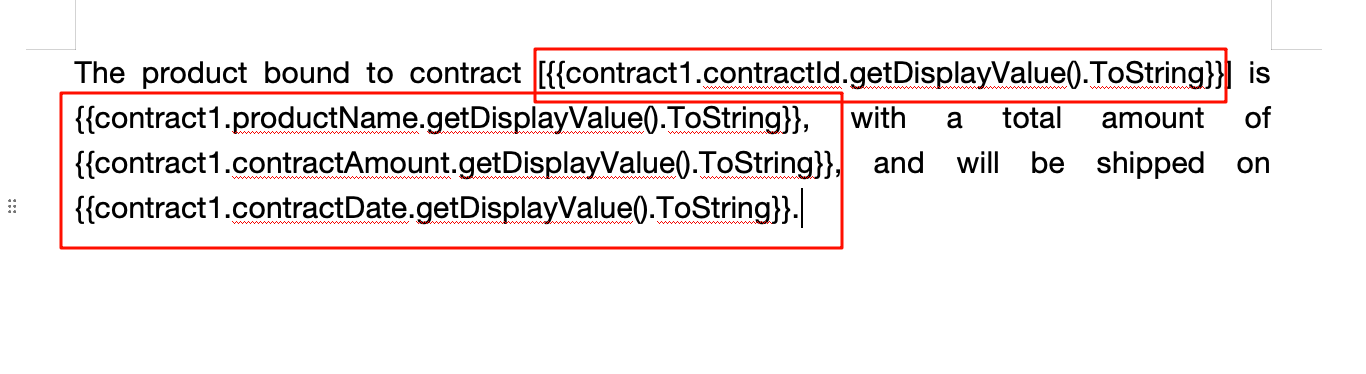 The product bound to contract [{{contract1.contractId.getDisplayValue().ToString}}] is
{{contract1.productName.getDisplayValue().ToString}}, with a total amount of
{{contract1.contractAmount.getDisplayValue().ToString}}, and will be shipped on
{{contract1.contractDate.getDisplayValue().ToString}}.